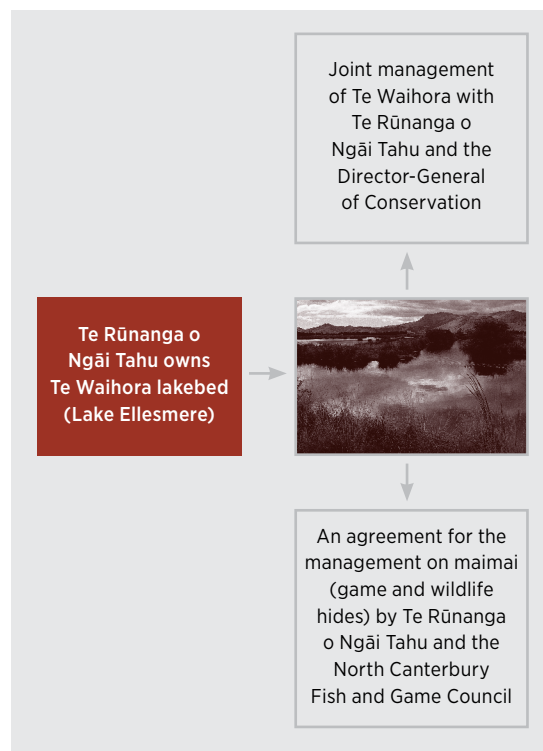 Joint management
of Te Waihora with
Te Rūnanga o
Ngāi Tahu and the
Director-General
of Conservation
Te Rūnanga o
Ngāi Tahu owns
Te Waihora lakebed
(Lake Ellesmere)
An agreement for the
management on maimai
(game and wildlife
hides) by Te Rūnanga
o Ngāi Tahu and the
North Canterbury
Fish and Game Council